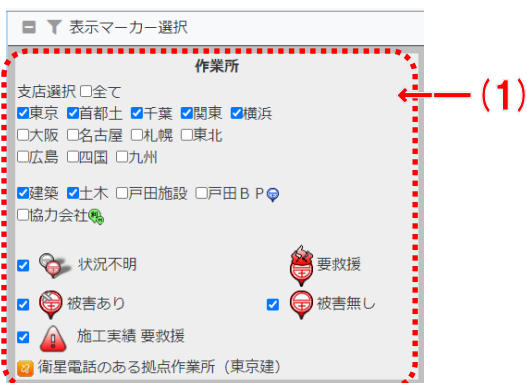 表示マーカー選択
作業所
(1)
支店選択 全て
東京 首都土 千葉 関東 横浜
大阪 名古屋 札幌 東北
広島 四国 九州
建築 土木 戸田施設 戸田ＢＰ
協力会社
状況不明 要救援
被害あり 被害無し
施工実績 要救援
衛星電話のある拠点作業所（東京建）